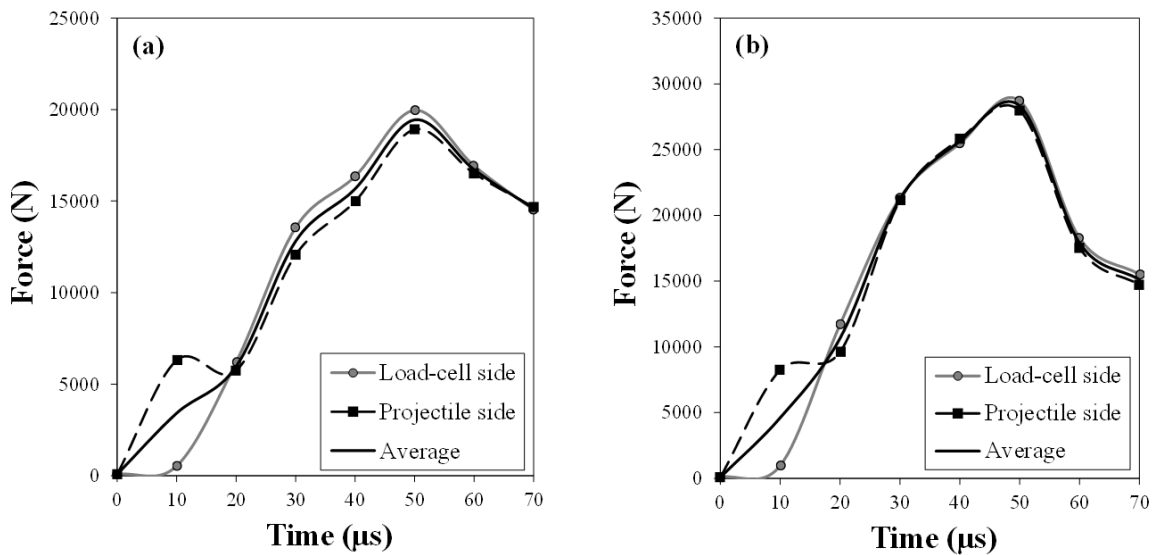 (a)
Force (N)
25000
20000
15000
10000
5000
0
0 10 20 30 40 50 60 70
Time (µs)
Load-cell side
Projectile side
Average
(b)
Force (N)
35000
30000
25000
20000
15000
10000
5000
0
0 10 20 30 40 50 60 70
Time (µs)
Load-cell side
Projectile side
Average